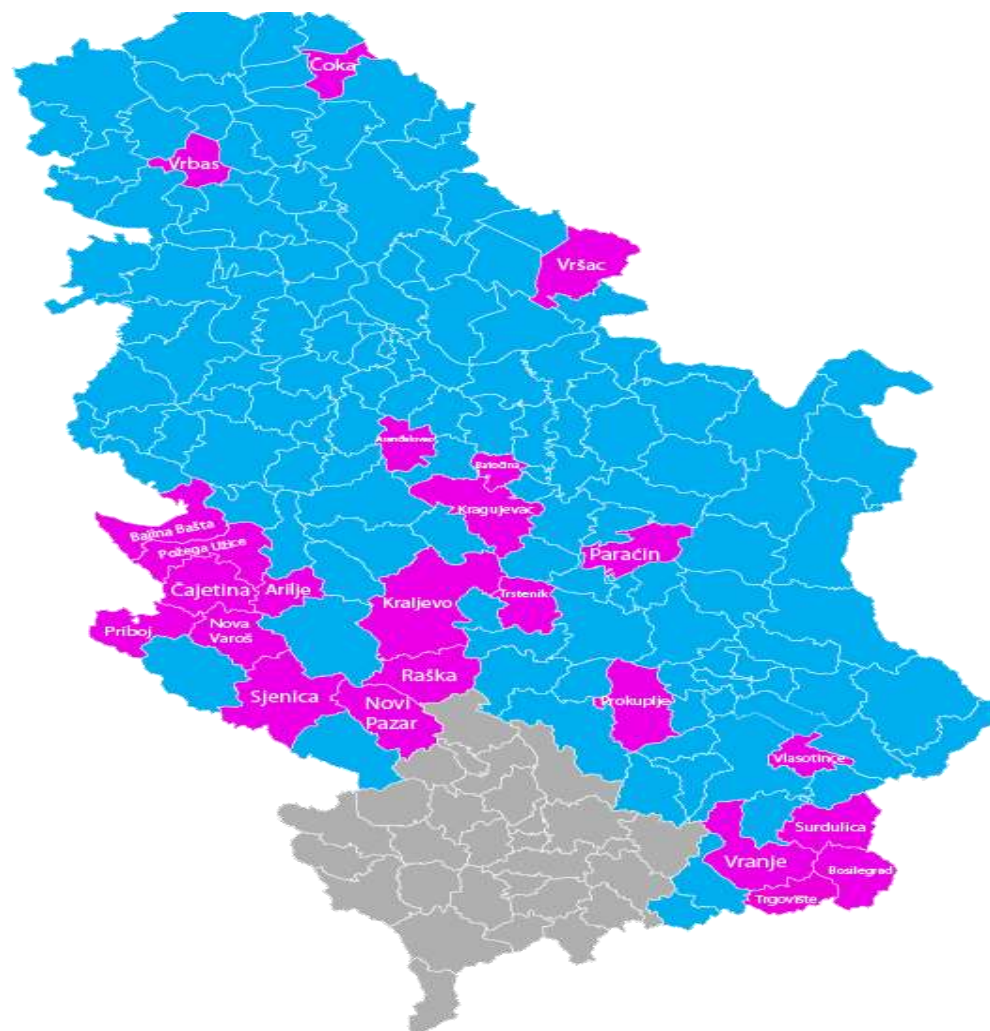 Čoka
Vrbas
Vršac
Aranđelovac
Batočina
Kragujevac
Bajina Bašta
Požega Užice
Paraćin
Čajetina
Arilje
Kraljevo
Trstenik
Priboj
Nova
Varoš
Raška
Sjenica
Novi
Pazar
Prokuplje
Vlasotince
Surdulica
Vranje
Bosilegrad
Trgovište